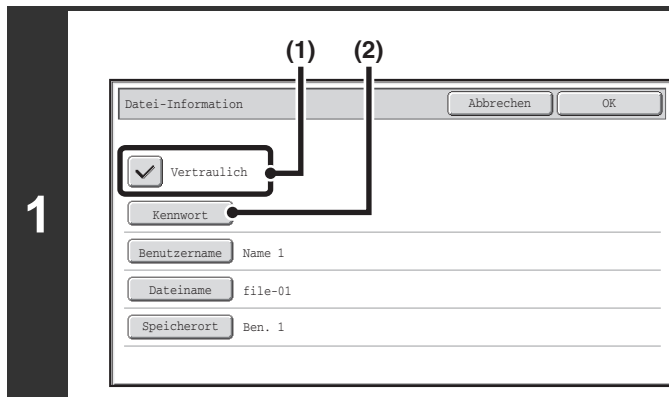 (1) (2)
Datei-Information Abbrechen OK
Vertraulich
1
Kennwort
Benutzername Name 1
Dateiname file-01
Speicherort Ben. 1